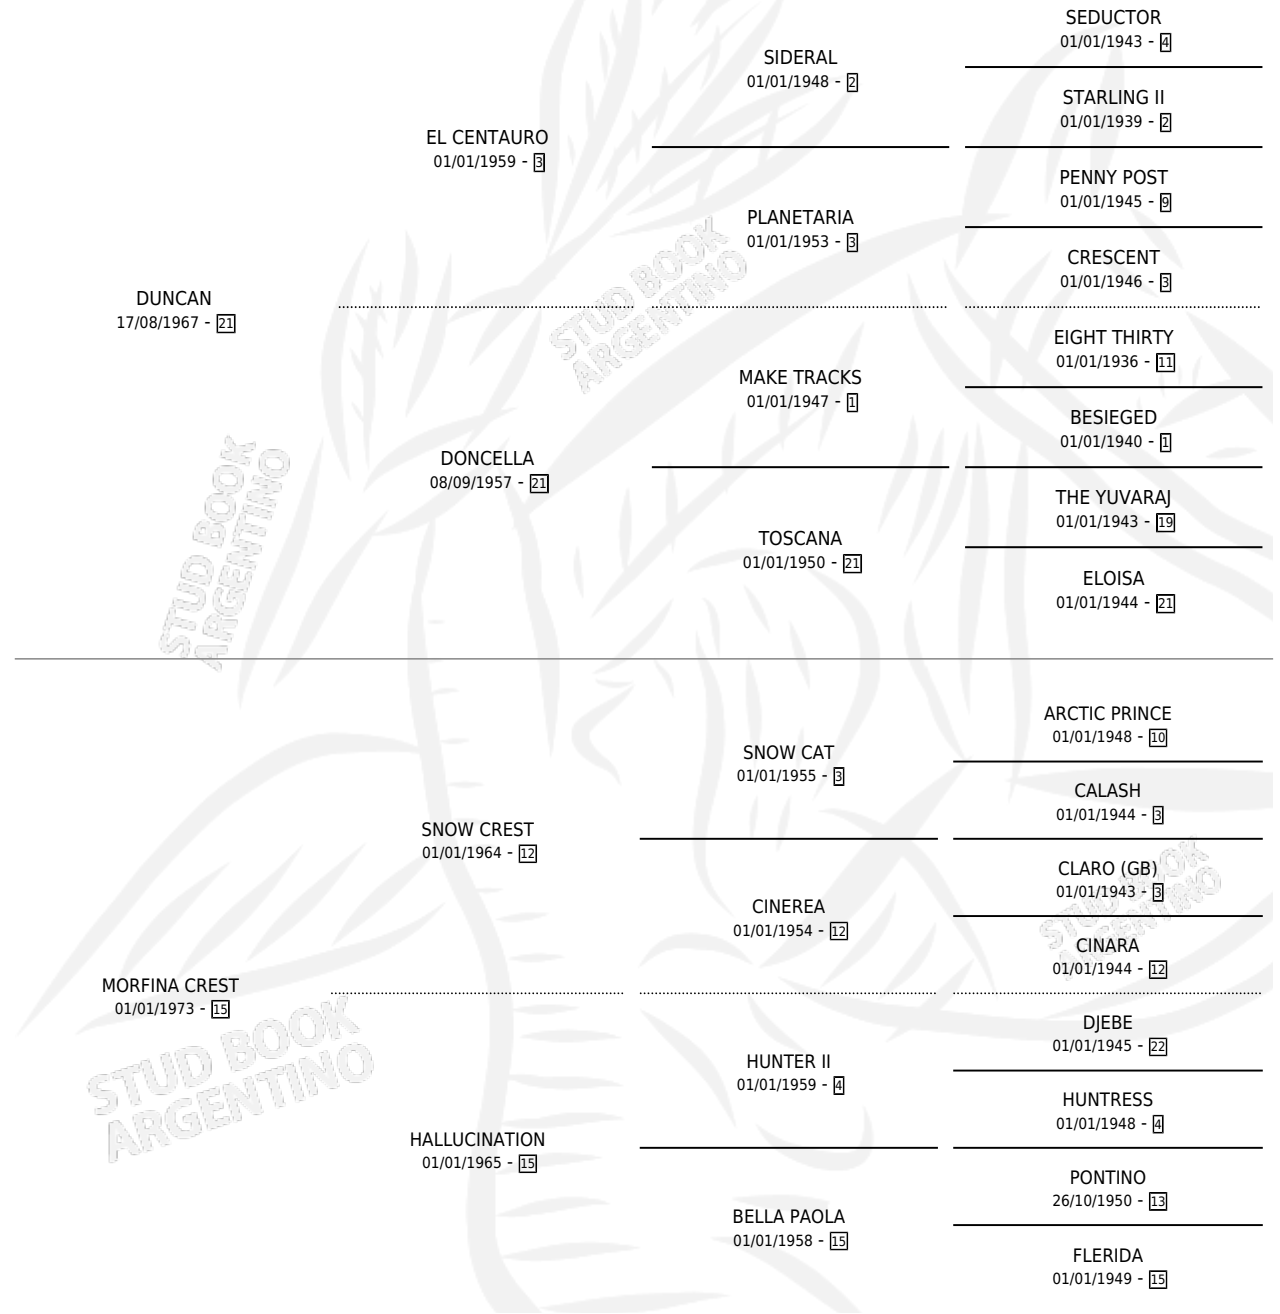 SEDUCTOR
01/01/1943 - 4
SIDERAL
01/01/1948 - 2
STARLING II
01/01/1939 - 2
EL CENTAURO
01/01/1959 - 3
PENNY POST
01/01/1945 - 9
PLANETARIA
01/01/1953 - 3
CRESCENT
01/01/1946 - 3
DUNCAN
17/08/1967 - 21
EIGHT THIRTY
01/01/1936 - 11
MAKE TRACKS
01/01/1947 - 1
BESIEGED
01/01/1940 - 1
DONCELLA
08/09/1957 - 21
THE YUVARAJ
01/01/1943 - 19
TOSCANA
01/01/1950 - 21
ELOISA
01/01/1944 - 21
STUD BOOK
ARGENTINO
STUD BOOK
ARGENTINO
ARCTIC PRINCE
01/01/1948 - 10
SNOW CAT
01/01/1955 - 3
CALASH
01/01/1944 - 3
SNOW CREST
01/01/1964 - 12
CLARO (GB)
01/01/1943 - 3
CINEREA
01/01/1954 - 12
CINARA
01/01/1944 - 12
MORFINA CREST
01/01/1973 - 15
DJEBE
01/01/1945 - 22
HUNTER II
01/01/1959 - 4
HUNTRESS
01/01/1948 - 4
HALLUCINATION
01/01/1965 - 15
PONTINO
26/10/1950 - 13
BELLA PAOLA
01/01/1958 - 15
FLERIDA
01/01/1949 - 15
STUD BOOK
ARGENTINO
STUD BOOK
ARGENTINO